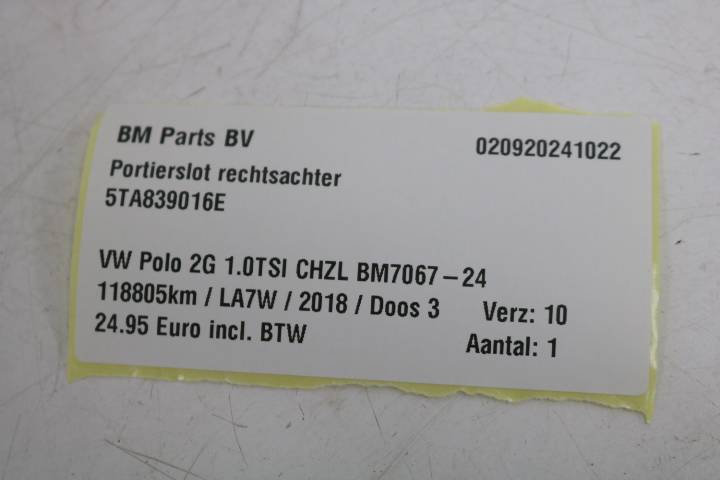 BM Parts BV 020920241022
Portierslot rechtsachter
5TA839016E
VW Polo 2G 1.0TSI CHZL BM7067-24
118805km / LA7W / 2018 / Doos 3 Verz: 10
24.95 Euro incl. BTW Aantal: 1